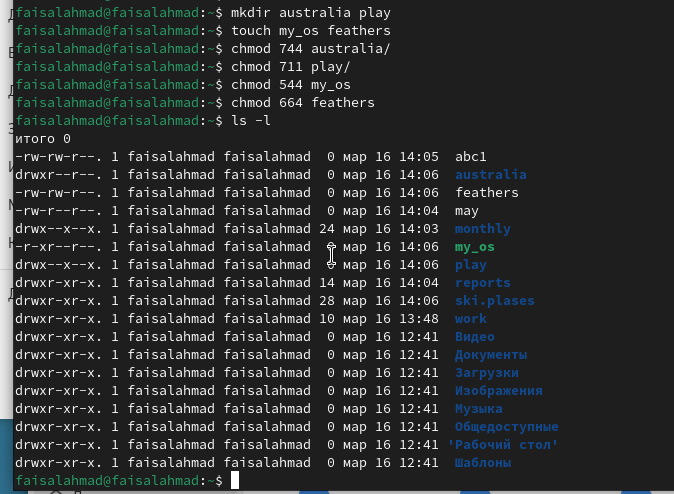 faisalahmad@faisalahmad:~$ mkdir australia play
faisalahmad@faisalahmad:~$ touch my_os feathers
faisalahmad@faisalahmad:~$ chmod 744 australia/
faisalahmad@faisalahmad:~$ chmod 711 play/
faisalahmad@faisalahmad:~$ chmod 544 my_os
faisalahmad@faisalahmad:~$ chmod 664 feathers
faisalahmad@faisalahmad:~$ ls -l
итого 0
-rw-rw-r--. 1 faisalahmad faisalahmad  0 мар 16 14:05  abc1
drwxr--r--. 1 faisalahmad faisalahmad  0 мар 16 14:06  australia
-rw-rw-r--. 1 faisalahmad faisalahmad  0 мар 16 14:06  feathers
-rw-r--r--. 1 faisalahmad faisalahmad  0 мар 16 14:04  may
drwx--x--x. 1 faisalahmad faisalahmad 24 мар 16 14:03  monthly
-r-xr--r--. 1 faisalahmad faisalahmad  0 мар 16 14:06  my_os
drwx--x--x. 1 faisalahmad faisalahmad  0 мар 16 14:06  play
drwxr-xr-x. 1 faisalahmad faisalahmad 14 мар 16 14:04  reports
drwxr-xr-x. 1 faisalahmad faisalahmad 28 мар 16 14:06  ski.plases
drwxr-xr-x. 1 faisalahmad faisalahmad 10 мар 16 13:48  work
drwxr-xr-x. 1 faisalahmad faisalahmad  0 мар 16 12:41  Видео
drwxr-xr-x. 1 faisalahmad faisalahmad  0 мар 16 12:41  Документы
drwxr-xr-x. 1 faisalahmad faisalahmad  0 мар 16 12:41  Загрузки
drwxr-xr-x. 1 faisalahmad faisalahmad  0 мар 16 12:41  Изображения
drwxr-xr-x. 1 faisalahmad faisalahmad  0 мар 16 12:41  Музыка
drwxr-xr-x. 1 faisalahmad faisalahmad  0 мар 16 12:41  Общедоступные
drwxr-xr-x. 1 faisalahmad faisalahmad  0 мар 16 12:41 'Рабочий стол'
drwxr-xr-x. 1 faisalahmad faisalahmad  0 мар 16 12:41  Шаблоны
faisalahmad@faisalahmad:~$